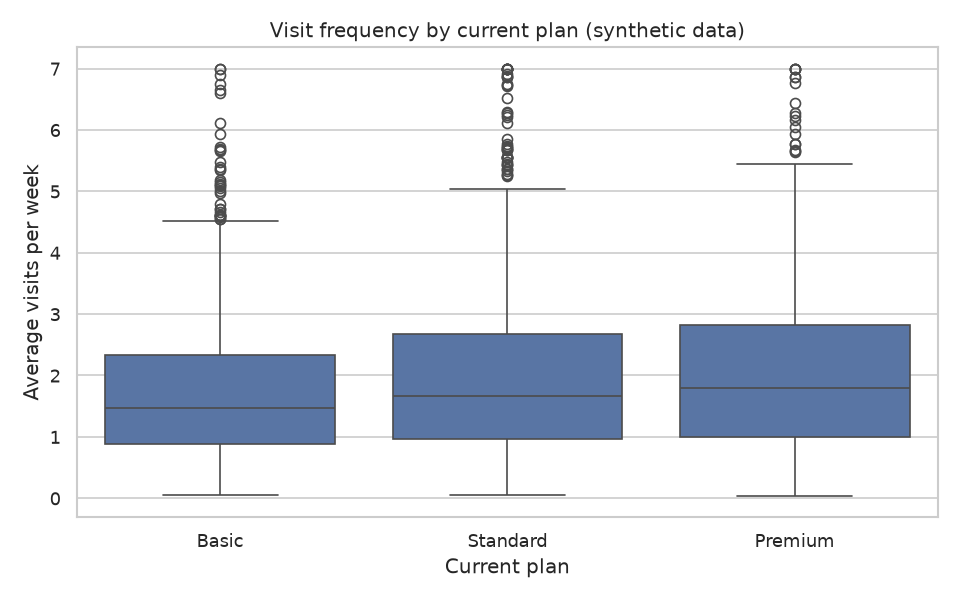 Visit frequency by current plan (synthetic data)
Average visits per week
7
6
5
4
3
2
1
0
Basic Standard Premium
Current plan